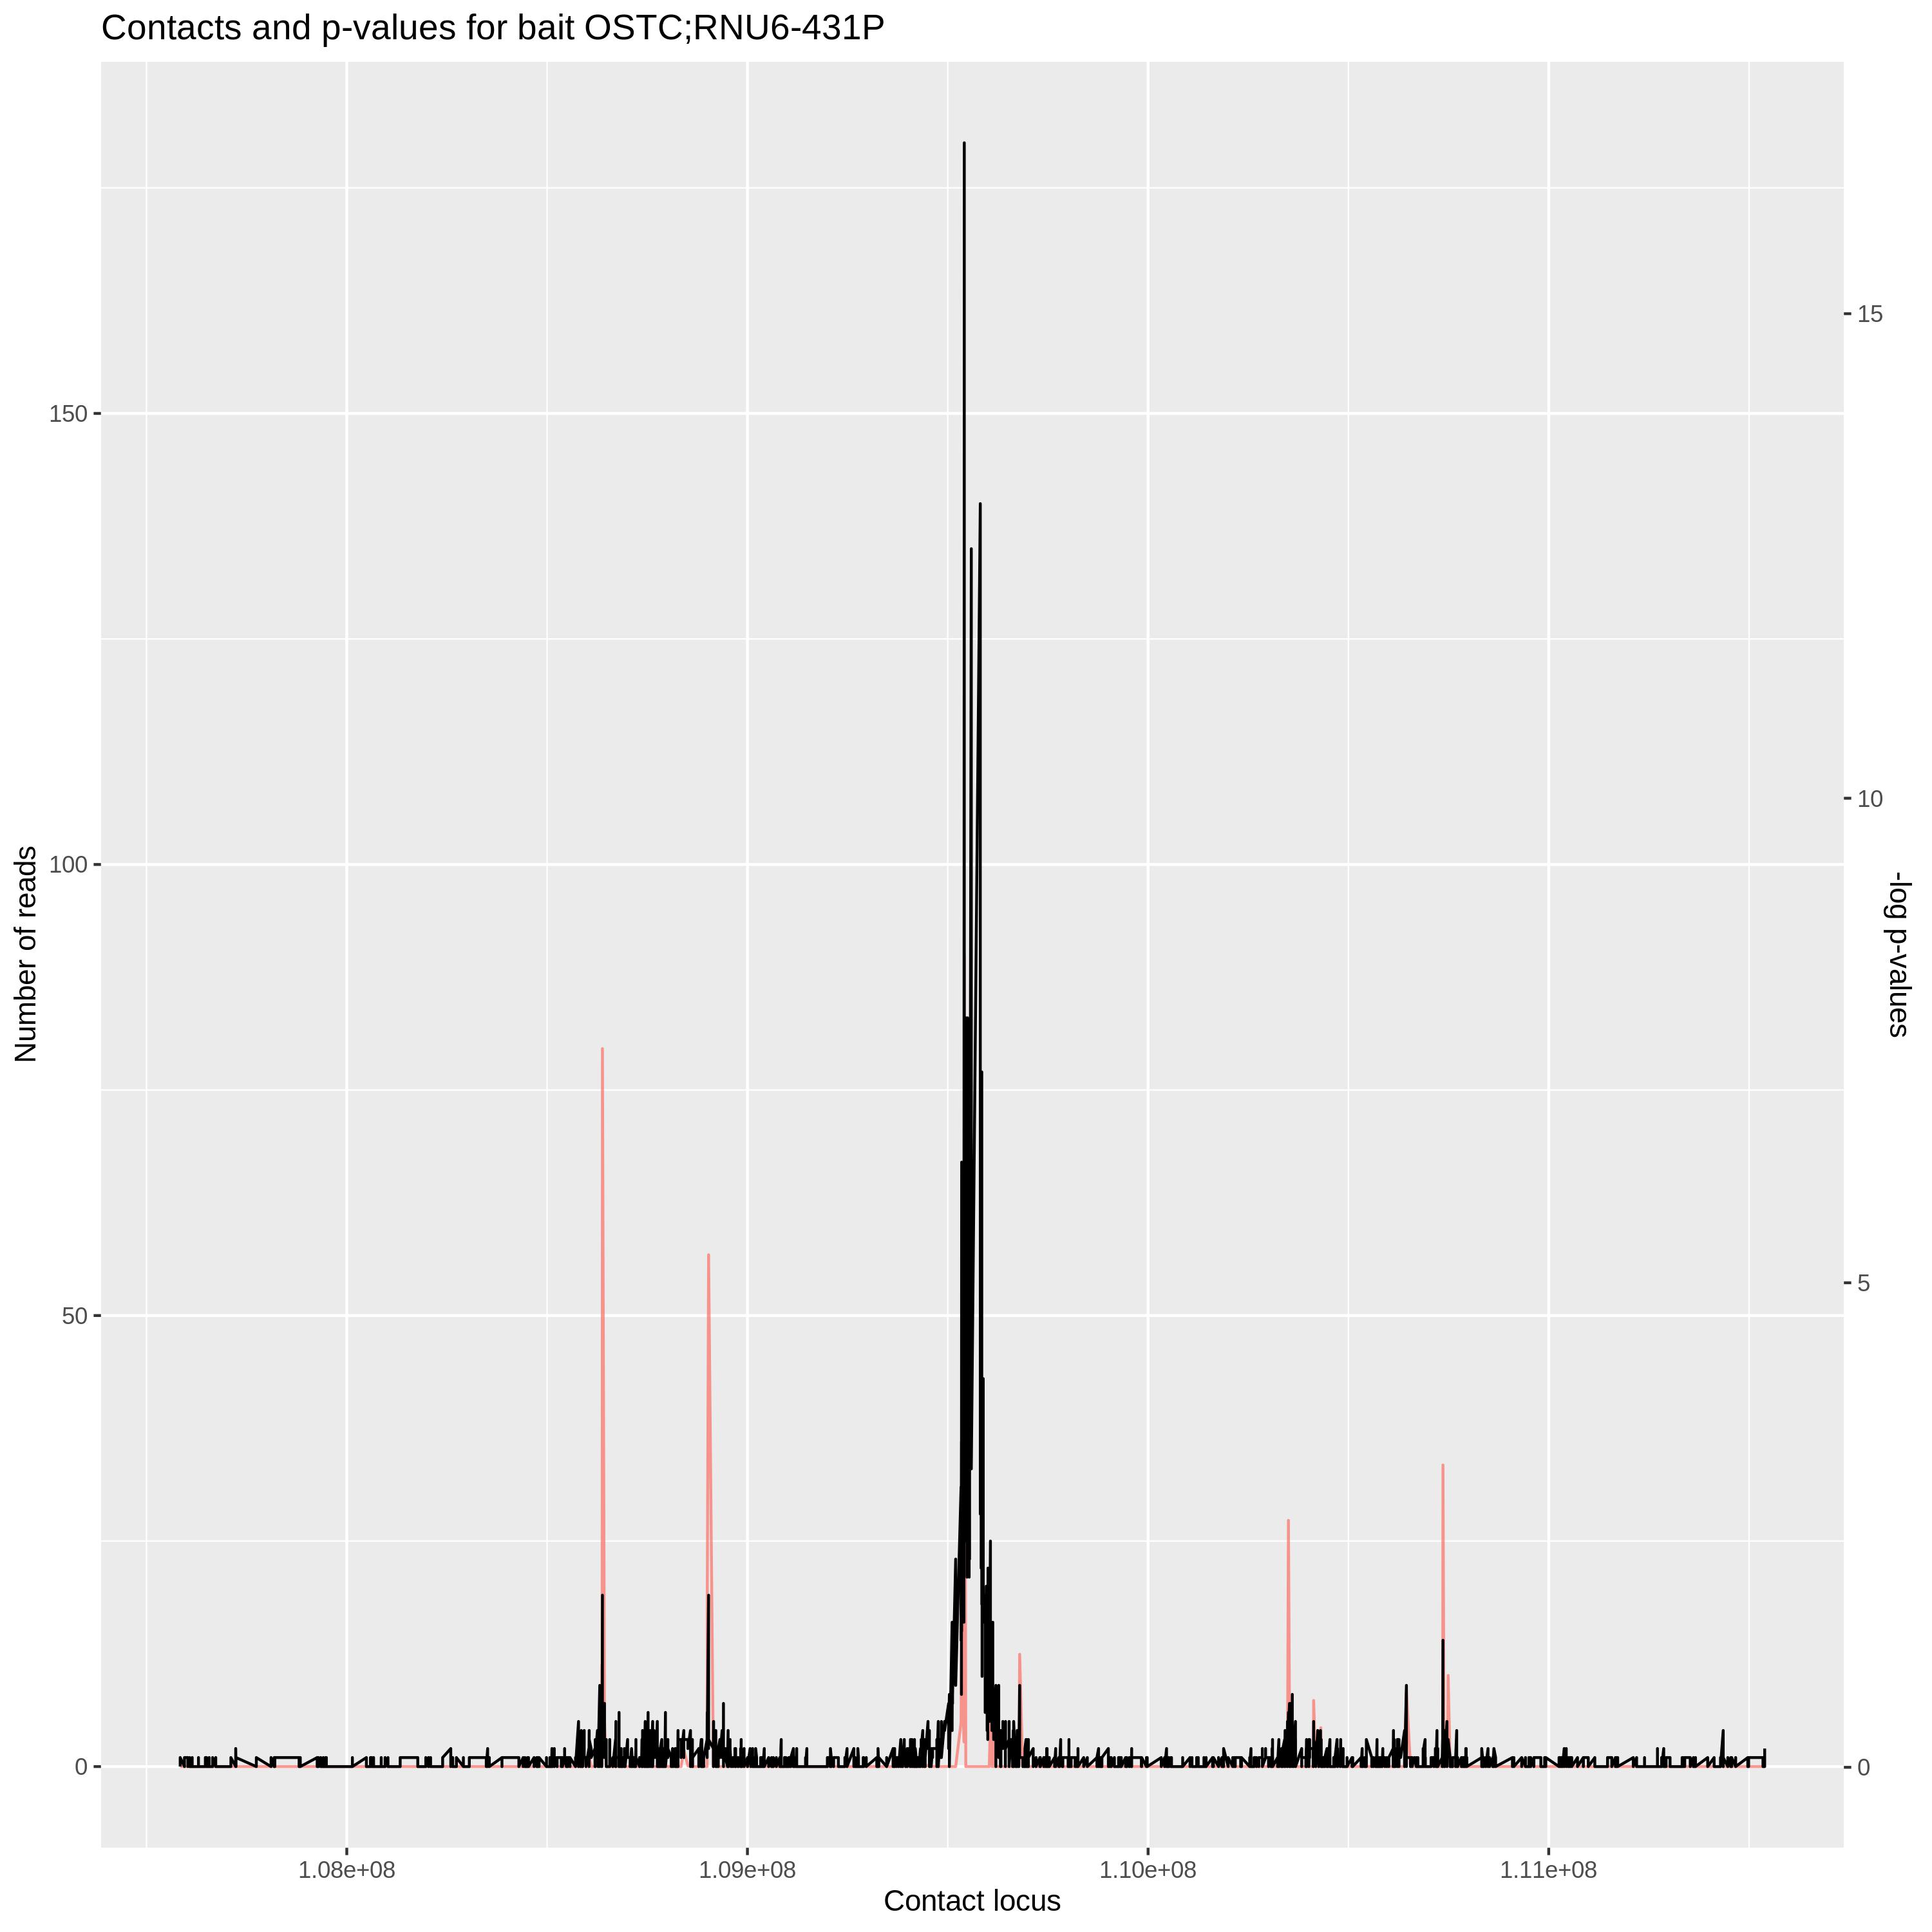 Contacts and p-values for bait OSTC;RNU6-431P
Number of reads
150
100
50
0
15
10
5
0
-log p-values
1.08e+08
1.09e+08
1.10e+08
1.11e+08
Contact locus